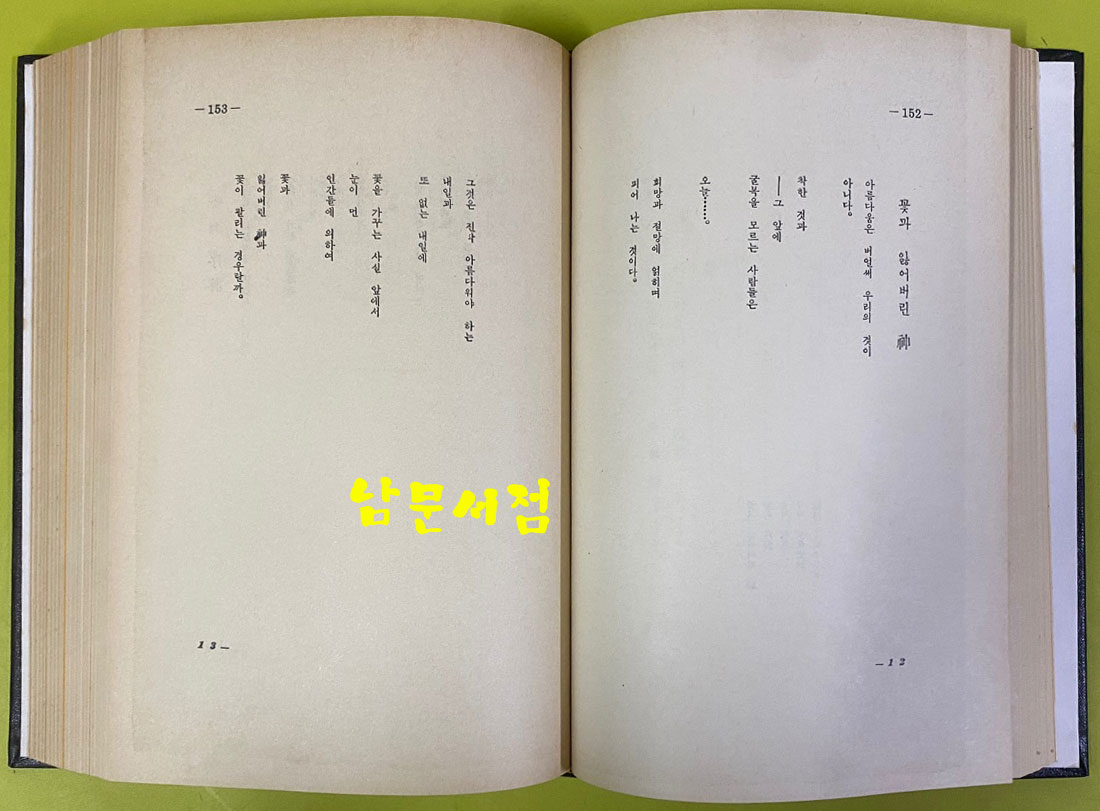 —152—
꽃과 잃어버린 神
아름다움은 버얼써 우리의 것이
아니다.
착한 것과
—그 앞에
굴복을 모르는 사람들은
오늘…….
희망과 절망에 얽히며
피어 나는 것이다.
—12
—153—
그것은 진사 아름다워야 하는
내일과
또 없는 내일에
꽃을 가꾸는 사실 앞에서
눈이 먼
인간들에 의하여
꽃과
잃어버린 神과
꽃이 팔리는 경우랄까.
13—
남문서점